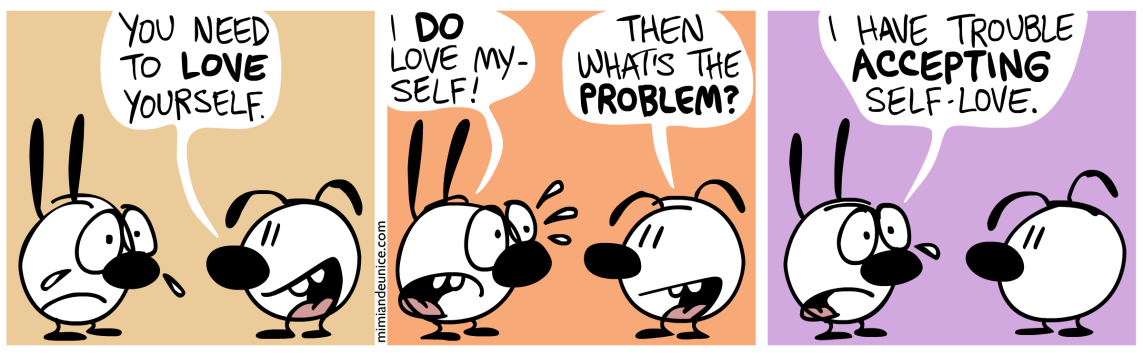 YOU NEED
TO LOVE
YOURSELF.
I DO
LOVE MY-
SELF!
THEN
WHAT'S THE
PROBLEM?
mimiandeunice.com
I HAVE TROUBLE
ACCEPTING
SELF-LOVE.